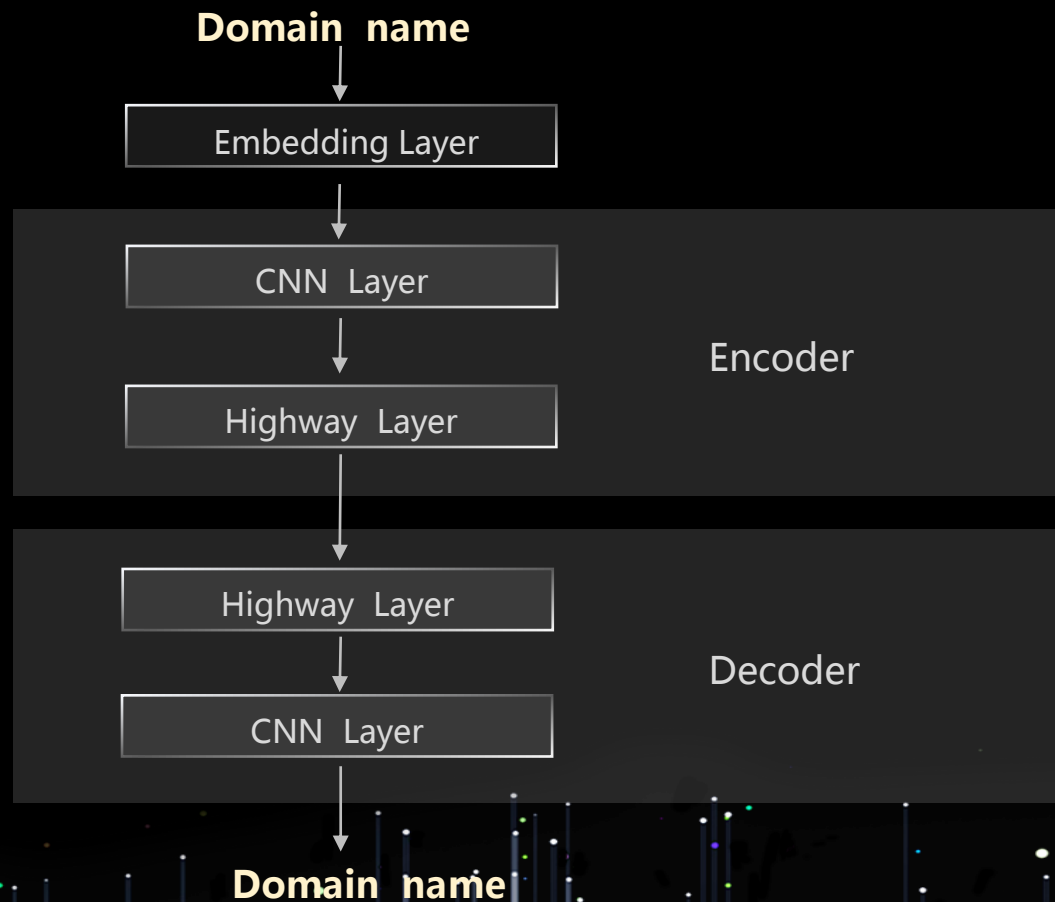 Domain name
Embedding Layer
CNN Layer
Encoder
Highway Layer
Highway Layer
Decoder
CNN Layer
Domain name